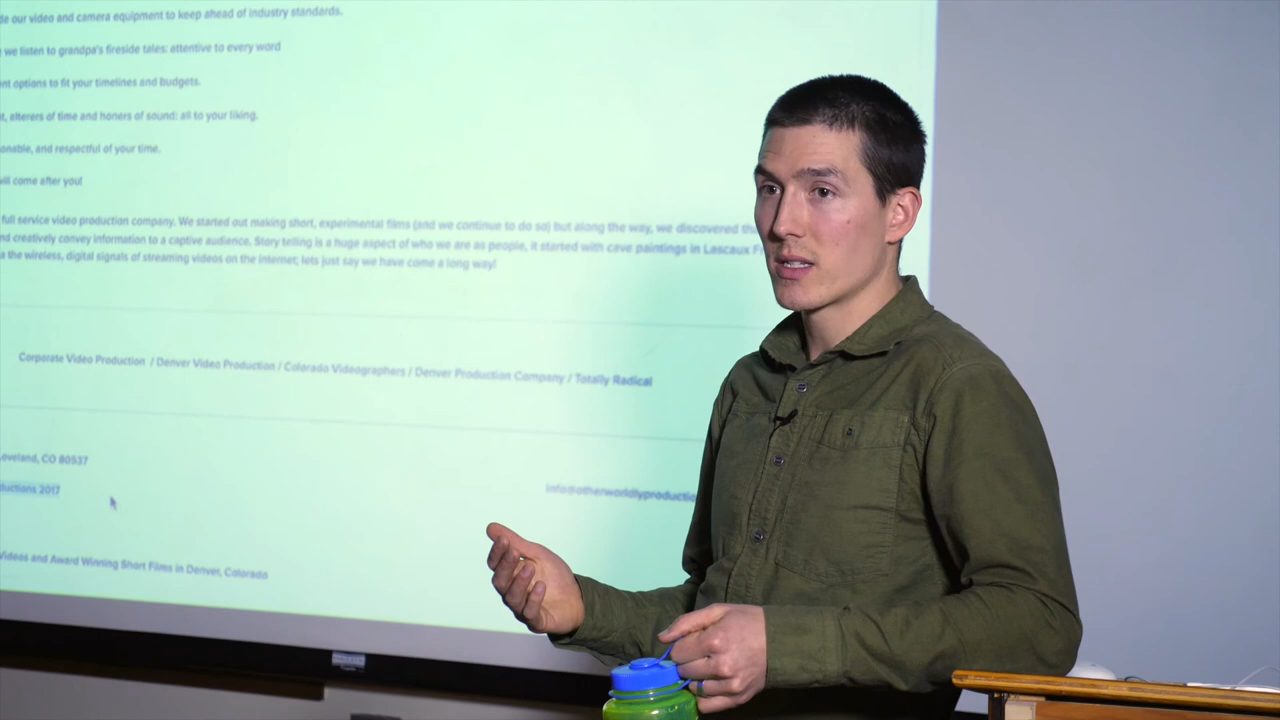 de our video and camera equipment to keep ahead of industry standards.
we listen to grandpa's fireside tales: attentive to every word
nt options to fit your timelines and budgets.
t, alterers of time and honers of sound: all to your liking.
onable, and respectful of your time.
will come after you!
full service video production company. We started out making short, experimental films (and we continue to do so) but along the way, we discovered th
nd creatively convey information to a captive audience. Story telling is a huge aspect of who we are as people, it started with cave paintings in Lascaux Fr
a the wireless, digital signals of streaming videos on the internet; lets just say we have come a long way!
Corporate Video Production / Denver Video Production / Colorado Videographers / Denver Production Company / Totally Radical
Loveland, CO 80537
ductions 2017
info@otherworldlyproductio
Videos and Award Winning Short Films in Denver, Colorado